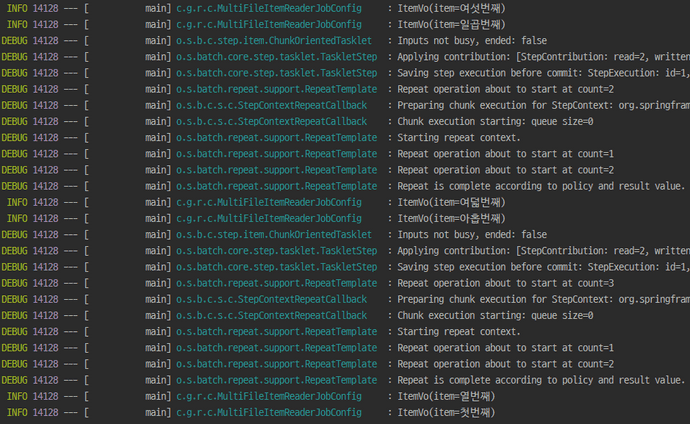 INFO 14128 --- [           main] c.g.r.c.MultiFileItemReaderJobConfig     : ItemVo(item=여섯번째)
INFO 14128 --- [           main] c.g.r.c.MultiFileItemReaderJobConfig     : ItemVo(item=일곱번째)
DEBUG 14128 --- [           main] o.s.b.c.step.item.ChunkOrientedTasklet   : Inputs not busy, ended: false
DEBUG 14128 --- [           main] o.s.batch.core.step.tasklet.TaskletStep  : Applying contribution: [StepContribution: read=2, written
DEBUG 14128 --- [           main] o.s.batch.core.step.tasklet.TaskletStep  : Saving step execution before commit: StepExecution: id=1,
DEBUG 14128 --- [           main] o.s.batch.repeat.support.RepeatTemplate  : Repeat operation about to start at count=2
DEBUG 14128 --- [           main] o.s.b.c.s.c.StepContextRepeatCallback    : Preparing chunk execution for StepContext: org.springfram
DEBUG 14128 --- [           main] o.s.b.c.s.c.StepContextRepeatCallback    : Chunk execution starting: queue size=0
DEBUG 14128 --- [           main] o.s.batch.repeat.support.RepeatTemplate  : Starting repeat context.
DEBUG 14128 --- [           main] o.s.batch.repeat.support.RepeatTemplate  : Repeat operation about to start at count=1
DEBUG 14128 --- [           main] o.s.batch.repeat.support.RepeatTemplate  : Repeat operation about to start at count=2
DEBUG 14128 --- [           main] o.s.batch.repeat.support.RepeatTemplate  : Repeat is complete according to policy and result value.
INFO 14128 --- [           main] c.g.r.c.MultiFileItemReaderJobConfig     : ItemVo(item=여덟번째)
INFO 14128 --- [           main] c.g.r.c.MultiFileItemReaderJobConfig     : ItemVo(item=아홉번째)
DEBUG 14128 --- [           main] o.s.b.c.step.item.ChunkOrientedTasklet   : Inputs not busy, ended: false
DEBUG 14128 --- [           main] o.s.batch.core.step.tasklet.TaskletStep  : Applying contribution: [StepContribution: read=2, written
DEBUG 14128 --- [           main] o.s.batch.core.step.tasklet.TaskletStep  : Saving step execution before commit: StepExecution: id=1,
DEBUG 14128 --- [           main] o.s.batch.repeat.support.RepeatTemplate  : Repeat operation about to start at count=3
DEBUG 14128 --- [           main] o.s.b.c.s.c.StepContextRepeatCallback    : Preparing chunk execution for StepContext: org.springfram
DEBUG 14128 --- [           main] o.s.b.c.s.c.StepContextRepeatCallback    : Chunk execution starting: queue size=0
DEBUG 14128 --- [           main] o.s.batch.repeat.support.RepeatTemplate  : Starting repeat context.
DEBUG 14128 --- [           main] o.s.batch.repeat.support.RepeatTemplate  : Repeat operation about to start at count=1
DEBUG 14128 --- [           main] o.s.batch.repeat.support.RepeatTemplate  : Repeat operation about to start at count=2
DEBUG 14128 --- [           main] o.s.batch.repeat.support.RepeatTemplate  : Repeat is complete according to policy and result value.
INFO 14128 --- [           main] c.g.r.c.MultiFileItemReaderJobConfig     : ItemVo(item=열번째)
INFO 14128 --- [           main] c.g.r.c.MultiFileItemReaderJobConfig     : ItemVo(item=첫번째)